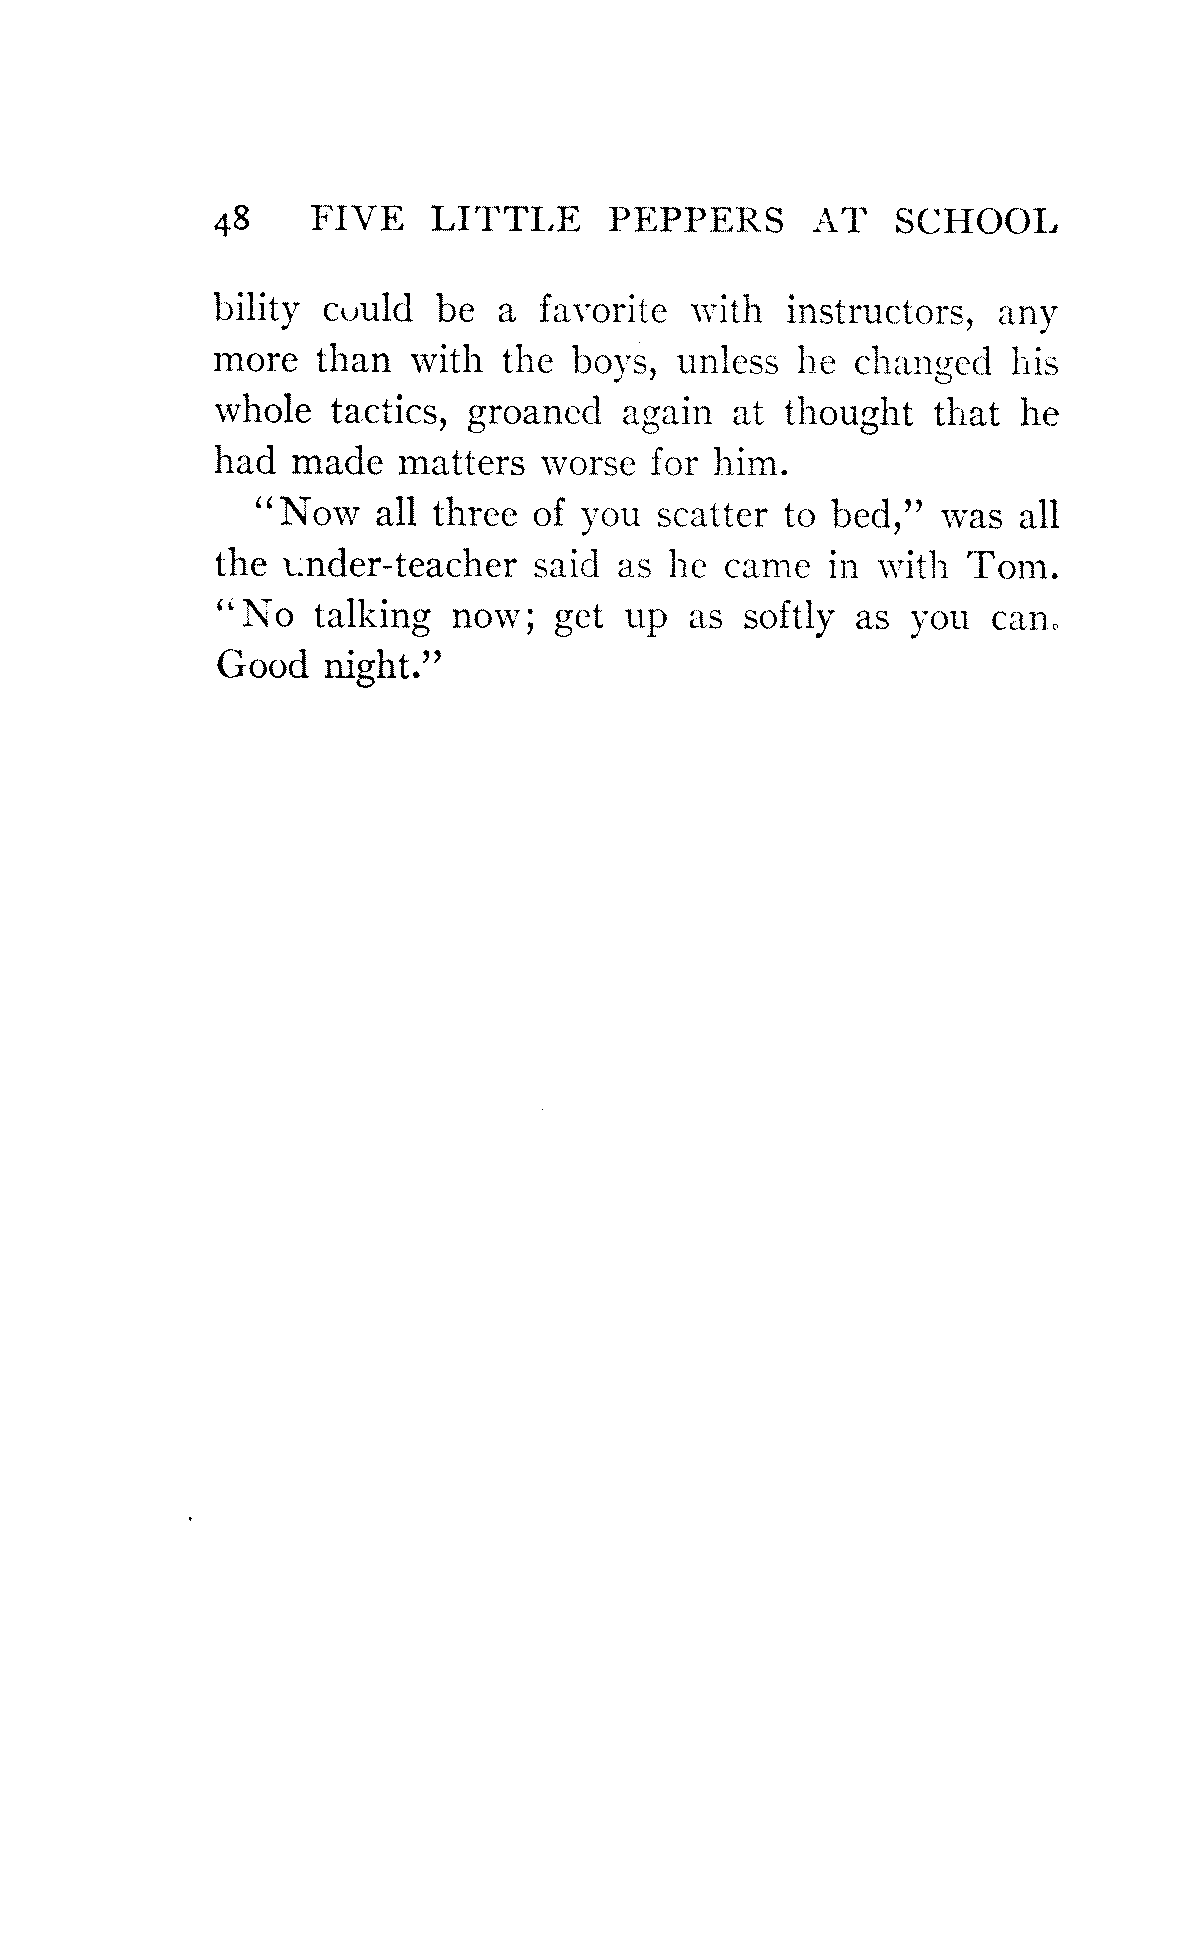 48 FIVE LITTLE PEPPERS AT SCHOOL
bility could be a favorite with instructors, any
more than with the boys, unless he changed his
whole tactics, groaned again at thought that he
had made matters worse for him.
"Now all three of you scatter to bed," was all
the under-teacher said as he came in with Tom.
"No talking now; get up as softly as you can.
Good night."